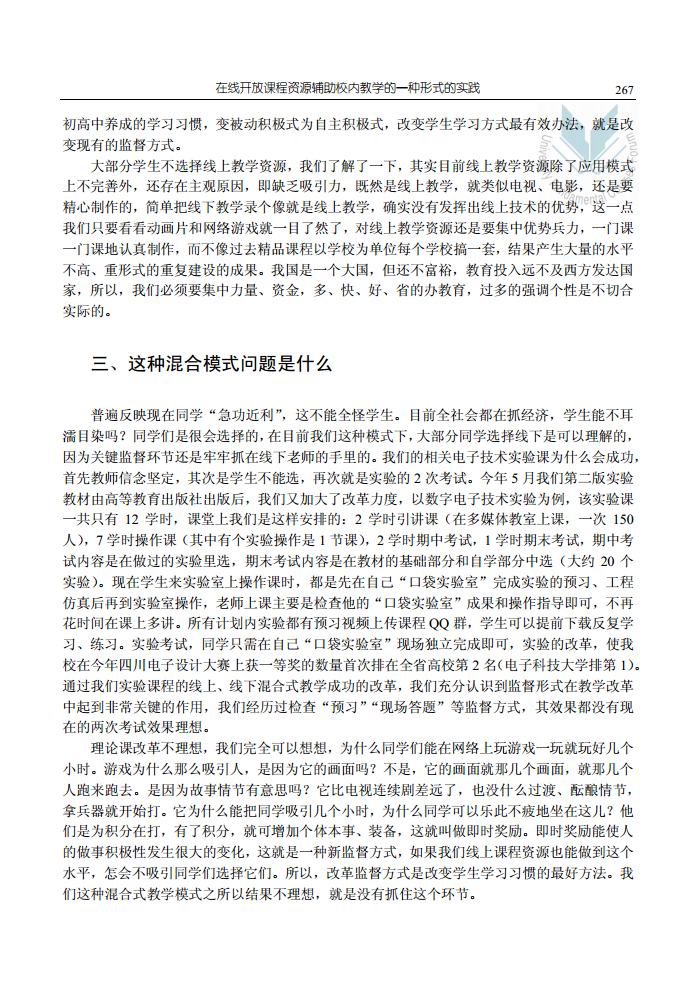 在线开放课程资源辅助校内教学的一种形式的实践
267
初高中养成的学习习惯，变被动积极式为自主积极式，改变学生学习方式最有效办法，就是改
变现有的监督方式。
大部分学生不选择线上教学资源，我们了解了一下，其实目前线上教学资源除了应用模式
上不完善外，还存在主观原因，即缺乏吸引力，既然是线上教学，就类似电视、电影，还是要
精心制作的，简单把线下教学录个像就是线上教学，确实没有发挥出线上技术的优势，这一点
我们只要看看动画片和网络游戏就一目了然了，对线上教学资源还是要集中优势兵力，一门课
一门课地认真制作，而不像过去精品课程以学校为单位每个学校搞一套，结果产生大量的水平
不高、重形式的重复建设的成果。我国是一个大国，但还不富裕，教育投入远不及西方发达国
家，所以，我们必须要集中力量、资金，多、快、好、省的办教育，过多的强调个性是不切合
实际的。
三、这种混合模式问题是什么
普遍反映现在同学“急功近利”，这不能全怪学生。目前全社会都在抓经济，学生能不耳
濡目染吗？同学们是很会选择的，在目前我们这种模式下，大部分同学选择线下是可以理解的，
因为关键监督环节还是牢牢抓在线下老师的手里的。我们的相关电子技术实验课为什么会成功，
首先教师信念坚定，其次是学生不能选，再次就是实验的 2 次考试。今年 5 月我们第二版实验
教材由高等教育出版社出版后，我们又加大了改革力度，以数字电子技术实验为例，该实验课
一共只有 12 学时，课堂上我们是这样安排的：2 学时引讲课（在多媒体教室上课，一次 150
人），7 学时操作课（其中有个实验操作是 1 节课），2 学时期中考试，1 学时期末考试，期中考
试内容是在做过的实验里选，期末考试内容是在教材的基础部分和自学部分中选（大约 20 个
实验）。现在学生来实验室上操作课时，都是先在自己“口袋实验室”完成实验的预习、工程
仿真后再到实验室操作，老师上课主要是检查他的“口袋实验室”成果和操作指导即可，不再
花时间在课上多讲。所有计划内实验都有预习视频上传课程 QQ 群，学生可以提前下载反复学
习、练习。实验考试，同学只需在自己“口袋实验室”现场独立完成即可，实验的改革，使我
校在今年四川电子设计大赛上获一等奖的数量首次排在全省高校第 2 名（电子科技大学排第 1）。
通过我们实验课程的线上、线下混合式教学成功的改革，我们充分认识到监督形式在教学改革
中起到非常关键的作用，我们经历过检查“预习”“现场答题”等监督方式，其效果都没有现
在的两次考试效果理想。
理论课改革不理想，我们完全可以想想，为什么同学们能在网络上玩游戏一玩就玩好几个
小时。游戏为什么那么吸引人，是因为它的画面吗？不是，它的画面就那几个画面，就那几个
人跑来跑去。是因为故事情节有意思吗？它比电视连续剧差远了，也没什么过渡、酝酿情节，
拿兵器就开始打。它为什么能把同学吸引几个小时，为什么同学可以乐此不疲地坐在这儿？他
们是为积分在打，有了积分，就可增加个体本事、装备，这就叫做即时奖励。即时奖励能使人
的做事积极性发生很大的变化，这就是一种新监督方式，如果我们线上课程资源也能做到这个
水平，怎会不吸引同学们选择它们。所以，改革监督方式是改变学生学习习惯的最好方法。我
们这种混合式教学模式之所以结果不理想，就是没有抓住这个环节。